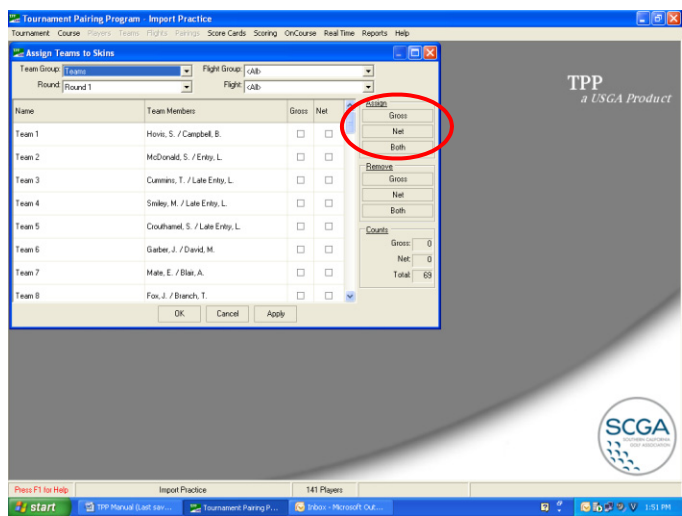 Tournament Pairing Program - Import Practice
Tournament Course Players Teams Flights Pairings Score Cards Scoring OnCourse Real Time Reports Help
Assign Teams to Skins
Team Group: Teams Flight Group: <All>
Round: Round 1 Flight: <All>
Name Team Members Gross Net
Team 1 Hovis, S. / Campbell, B.
Team 2 McDonald, S. / Entry, L.
Team 3 Cummins, T. / Late Entry, L.
Team 4 Smiley, M. / Late Entry, L.
Team 5 Crouthamel, S. / Late Entry, L.
Team 6 Garber, J. / David, M.
Team 7 Mate, E. / Blair, A.
Team 8 Fox, J. / Branch, T.
Assign
Gross
Net
Both
Remove
Gross
Net
Both
Counts
Gross: 0
Net: 0
Total: 69
OK Cancel Apply
TPP
a USGA Product
SCGA
SOUTHERN CALIFORNIA
GOLF ASSOCIATION
Press F1 for Help Import Practice 141 Players
start TPP Manual (Last sav... Tournament Pairing P... Inbox - Microsoft Out... 1:51 PM